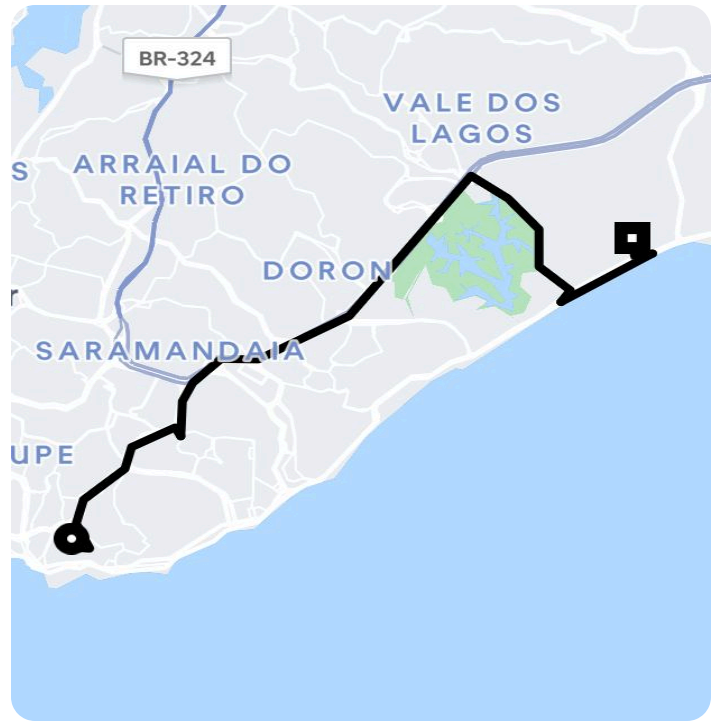 BR-324
VALE DOS
LAGOS
S
ARRAIAL DO
RETIRO
DORON
r
SARAMANDAIA
UPE